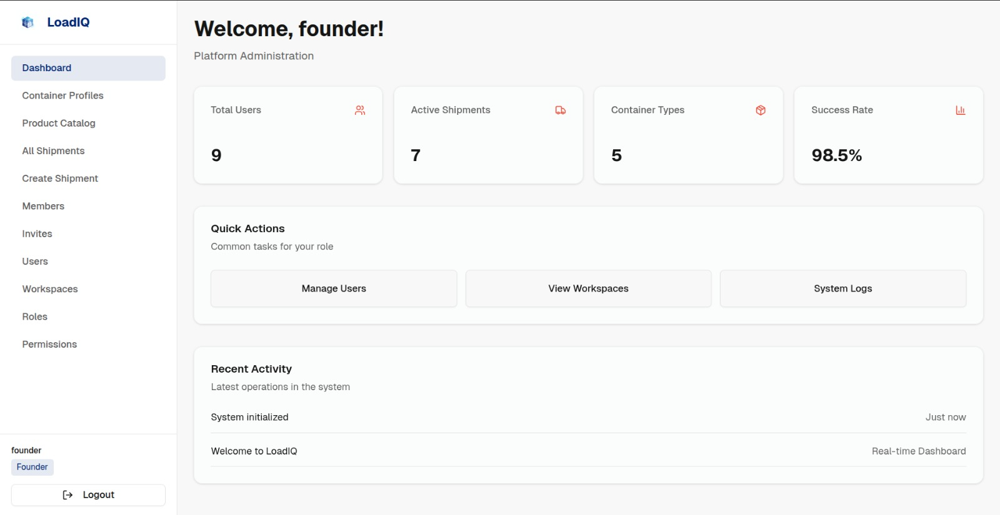 LoadIQ
Dashboard
Container Profiles
Product Catalog
All Shipments
Create Shipment
Members
Invites
Users
Workspaces
Roles
Permissions
founder
Founder
Logout
Welcome, founder!
Platform Administration
Total Users
9
Active Shipments
7
Container Types
5
Success Rate
98.5%
Quick Actions
Common tasks for your role
Manage Users
View Workspaces
System Logs
Recent Activity
Latest operations in the system
System initialized
Just now
Welcome to LoadIQ
Real-time Dashboard